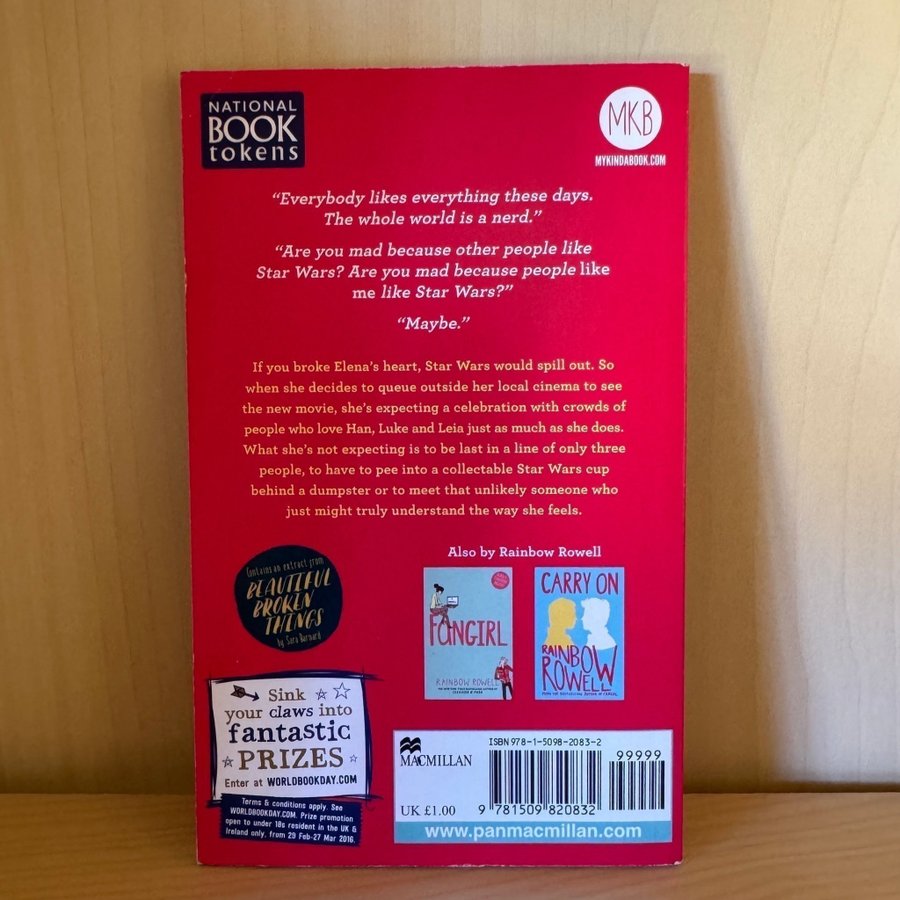 NATIONAL
BOOK
tokens
MKB
MYKINDABOOK.COM
“Everybody likes everything these days.
The whole world is a nerd.”
“Are you mad because other people like
Star Wars? Are you mad because people like
me like Star Wars?”
“Maybe.”
If you broke Elena’s heart, Star Wars would spill out. So
when she decides to queue outside her local cinema to see
the new movie, she’s expecting a celebration with crowds of
people who love Han, Luke and Leia just as much as she does.
What she’s not expecting is to be last in a line of only three
people, to have to pee into a collectable Star Wars cup
behind a dumpster or to meet that unlikely someone who
just might truly understand the way she feels.
Contains an extract from
BEAUTIFUL
BROKEN
THINGS
by Sara Barnard
Also by Rainbow Rowell
FANGIRL
RAINBOW ROWELL
CARRY ON
RAINBOW
ROWELL
Sink
your claws into
fantastic
PRIZES
Enter at WORLDBOOKDAY.COM
Terms & conditions apply. See
WORLDBOOKDAY.COM. Prize promotion
open to under 18s resident in the UK &
Ireland only, from 29 Feb-27 Mar 2016.
MACMILLAN
UK £1.00
ISBN 978-1-5098-2083-2
99999
9 781509 820832
www.panmacmillan.com